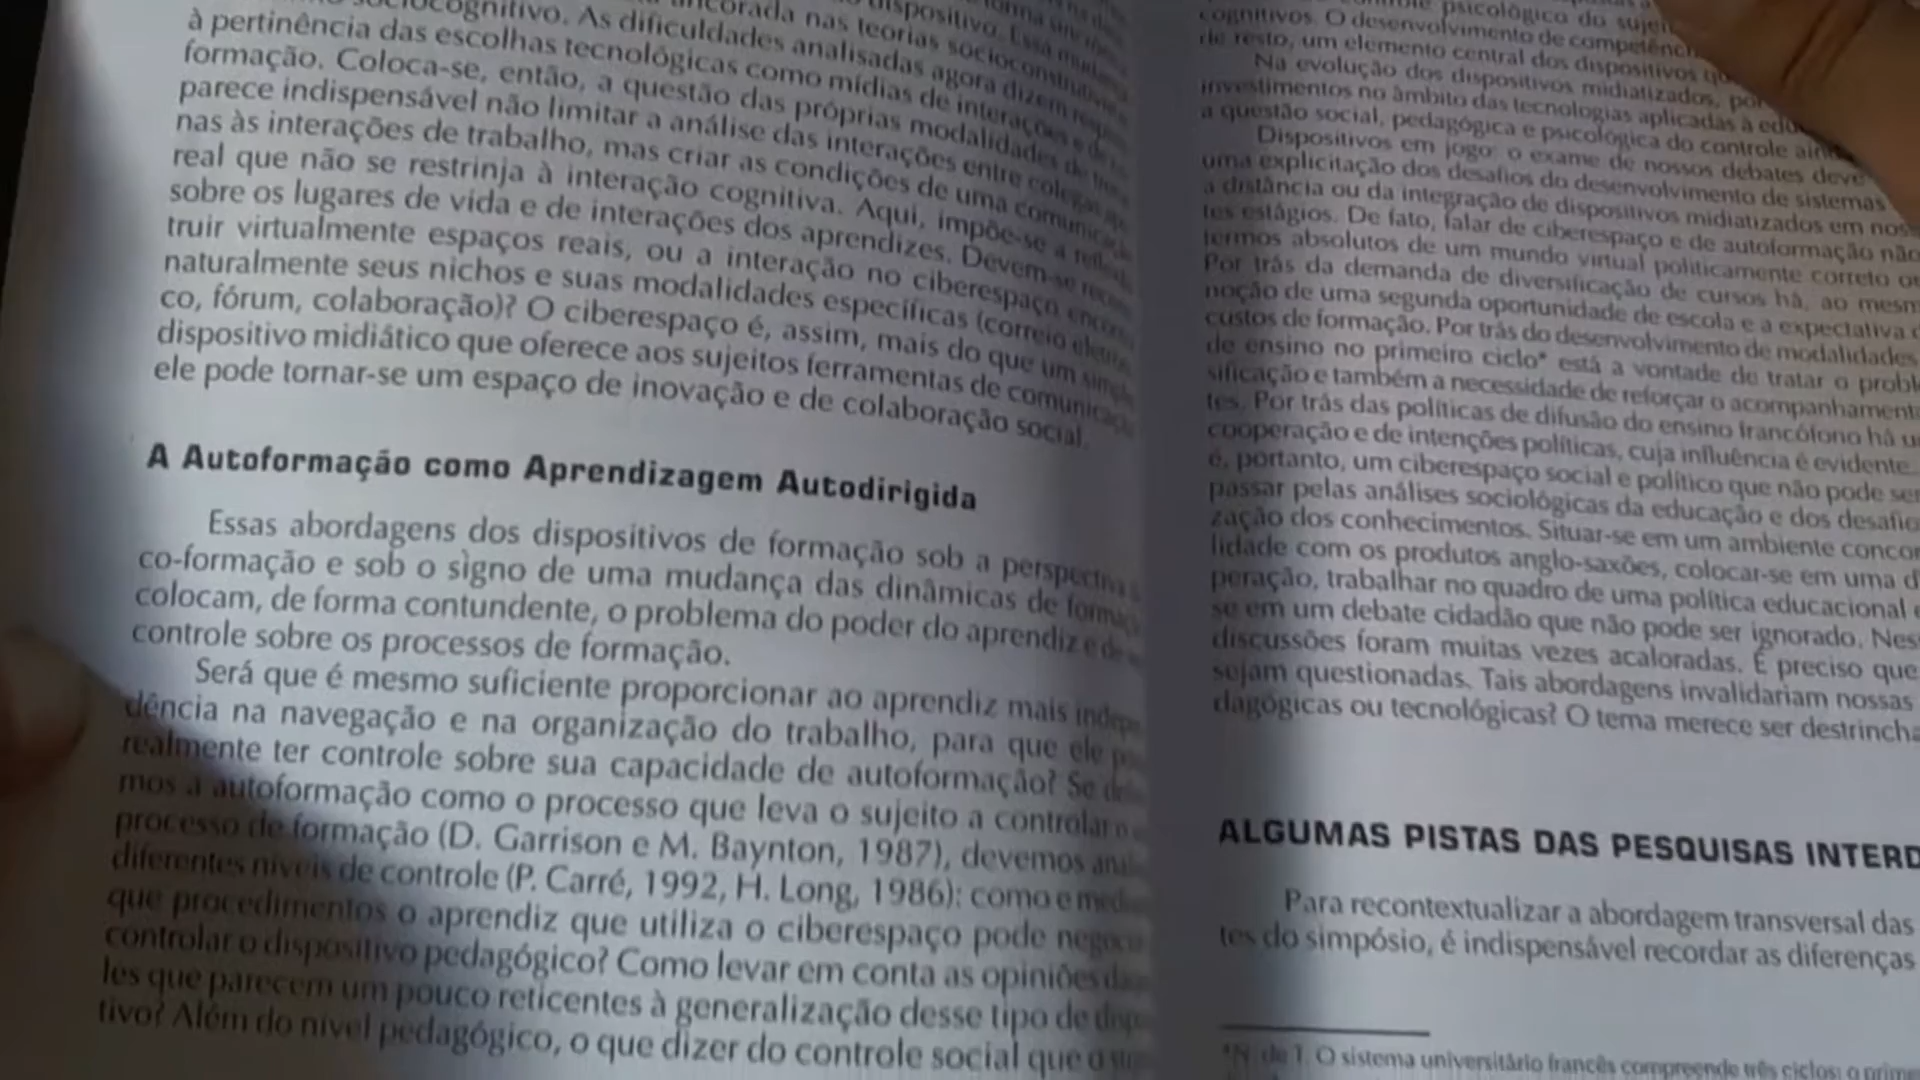 sociocognitivo. As dificuldades analisadas agora dizem
à pertinência das escolhas tecnológicas como mídias de interações e de
formação. Coloca-se, então, a questão das próprias modalidades de
parece indispensável não limitar a análise das interações entre colegas
nas às interações de trabalho, mas criar as condições de uma
real que não se restrinja à interação cognitiva. Aqui, impõe-se a
sobre os lugares de vida e de interações dos aprendizes. Devem-se
truir virtualmente espaços reais, ou a interação no ciberespaço
naturalmente seus nichos e suas modalidades específicas (correio
co, fórum, colaboração)? O ciberespaço é, assim, mais do que um
dispositivo midiático que oferece aos sujeitos ferramentas de
ele pode tornar-se um espaço de inovação e de colaboração social.
A Autoformação como Aprendizagem Autodirigida
Essas abordagens dos dispositivos de formação sob a
co-formação e sob o signo de uma mudança das dinâmicas de
colocam, de forma contundente, o problema do poder do aprendiz e
controle sobre os processos de formação.
Será que é mesmo suficiente proporcionar ao aprendiz mais
dência na navegação e na organização do trabalho, para que ele
realmente ter controle sobre sua capacidade de autoformação? Se
mos a autoformação como o processo que leva o sujeito a controlar
processo de formação (D. Garrison e M. Baynton, 1987), devemos
diferentes níveis de controle (P. Carré, 1992, H. Long, 1986): como e
que procedimentos o aprendiz que utiliza o ciberespaço pode
controlar o dispositivo pedagógico? Como levar em conta as opiniões
les que parecem um pouco reticentes à generalização desse tipo de
tivo? Além do nível pedagógico, o que dizer do controle social que
psicológico do
cognitivos. O desenvolvimento de
de resto, um elemento central dos dispositivos
Na evolução dos dispositivos midiatizados,
investimentos no âmbito das tecnologias aplicadas à
a questão social, pedagógica e psicológica do controle
Dispositivos em jogo: o exame de nossos debates deve
uma explicitação dos desafios do desenvolvimento de sistemas
a distância ou da integração de dispositivos midiatizados em
tes estágios. De fato, falar de ciberespaço e de autoformação não
termos absolutos de um mundo virtual politicamente correto
Por trás da demanda de diversificação de cursos há, ao
noção de uma segunda oportunidade de escola e a expectativa
custos de formação. Por trás do desenvolvimento de modalidades
de ensino no primeiro ciclo* está a vontade de tratar o
sificação e também a necessidade de reforçar o
tes. Por trás das políticas de difusão do ensino francófono há
cooperação e de intenções políticas, cuja influência é evidente.
é, portanto, um ciberespaço social e político que não pode
passar pelas análises sociológicas da educação e dos
zação dos conhecimentos. Situar-se em um ambiente
lidade com os produtos anglo-saxões, colocar-se em uma
peração, trabalhar no quadro de uma política educacional
se em um debate cidadão que não pode ser ignorado.
discussões foram muitas vezes acaloradas. É preciso que
sejam questionadas. Tais abordagens invalidariam nossas
dagógicas ou tecnológicas? O tema merece ser
ALGUMAS PISTAS DAS PESQUISAS INTERD
Para recontextualizar a abordagem transversal das
tes do simpósio, é indispensável recordar as diferenças
*N. de T. O sistema universitário francês compreende três ciclos: o